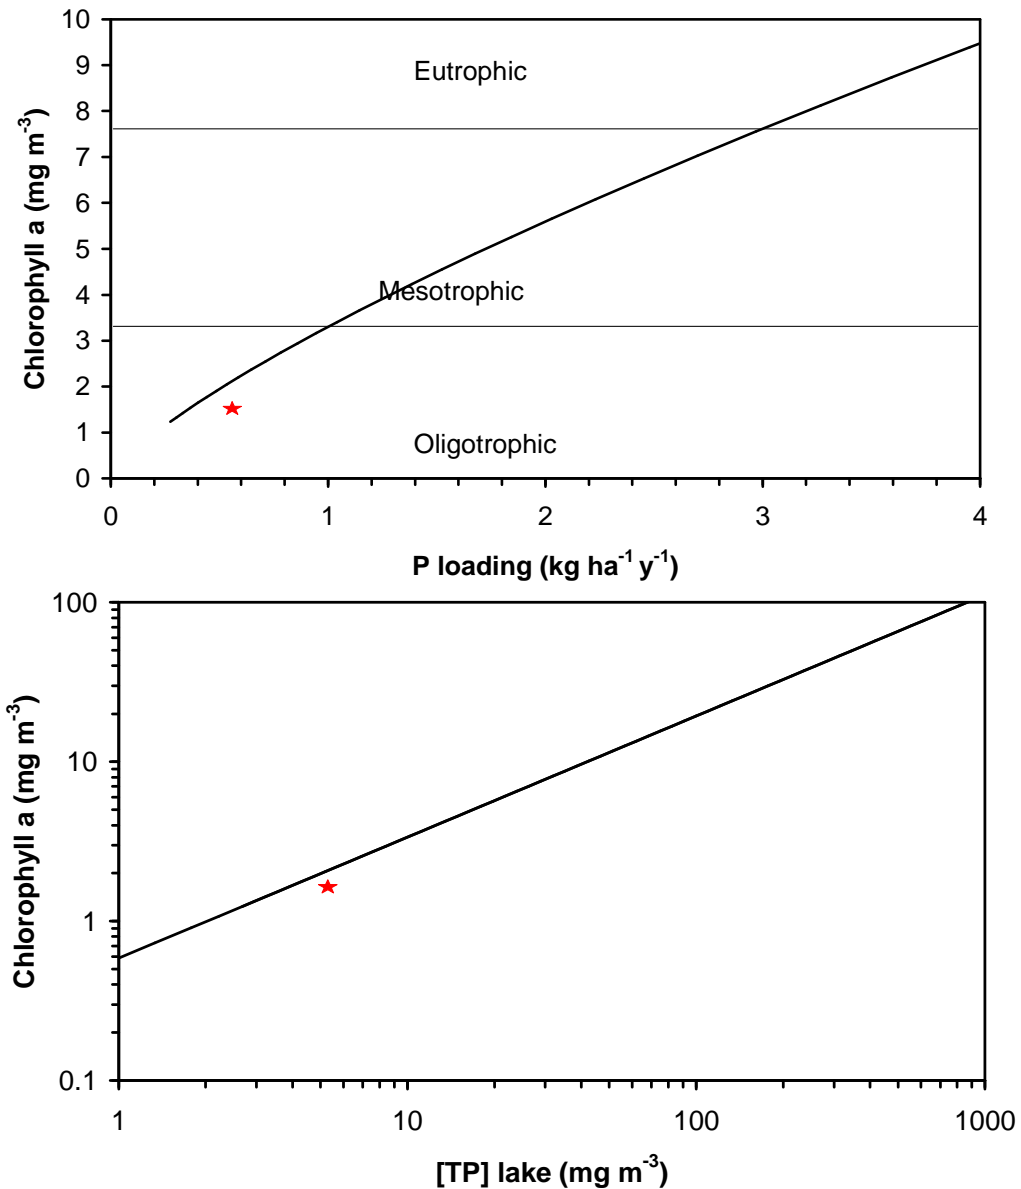 10
9
8
7
6
5
4
3
2
1
0
Chlorophyll a (mg m-3)
Eutrophic
Mesotrophic
Oligotrophic
0 1 2 3 4
P loading (kg ha-1 y-1)
100
10
1
0.1
Chlorophyll a (mg m-3)
1 10 100 1000
[TP] lake (mg m-3)